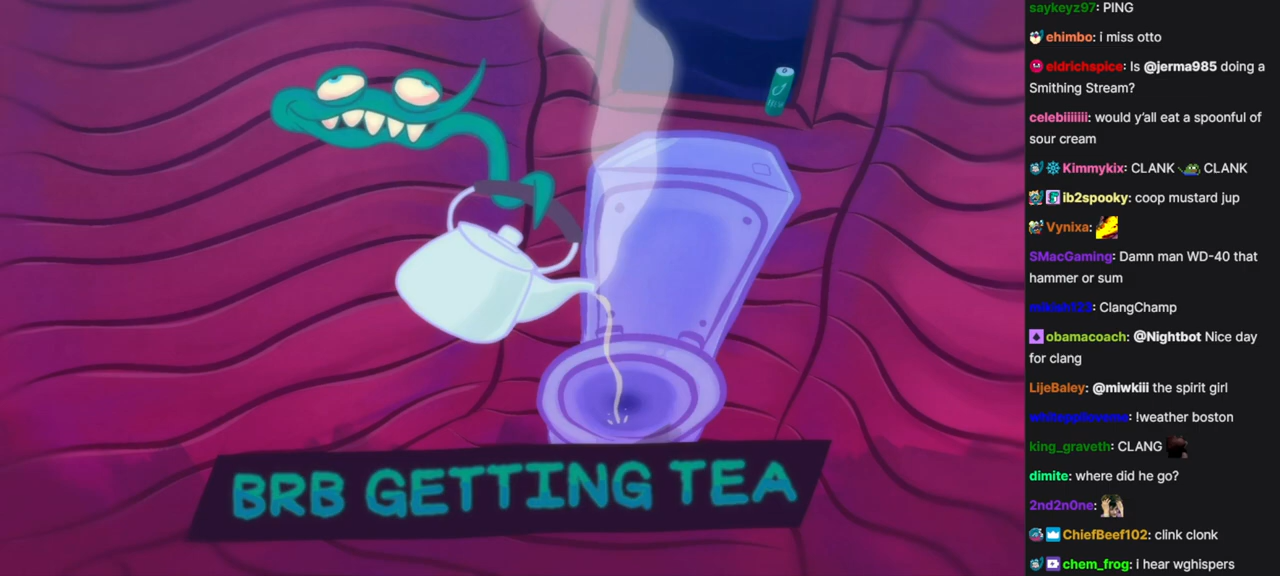 BRB GETTING TEA
saykeyz97: PING
ehimbo: i miss otto
eldrichspice: Is @jerma985 doing a
Smithing Stream?
celebiiiiiii: would y'all eat a spoonful of
sour cream
Kimmykix: CLANK CLANK
ib2spooky: coop mustard jup
Vynixa:
SMacGaming: Damn man WD-40 that
hammer or sum
: ClangChamp
obamacoach: @Nightbot Nice day
for clang
LijeBaley: @miwkiii the spirit girl
: !weather boston
king_graveth: CLANG
dimite: where did he go?
2nd2n0ne:
ChiefBeef102: clink clonk
chem_frog: i hear wghispers